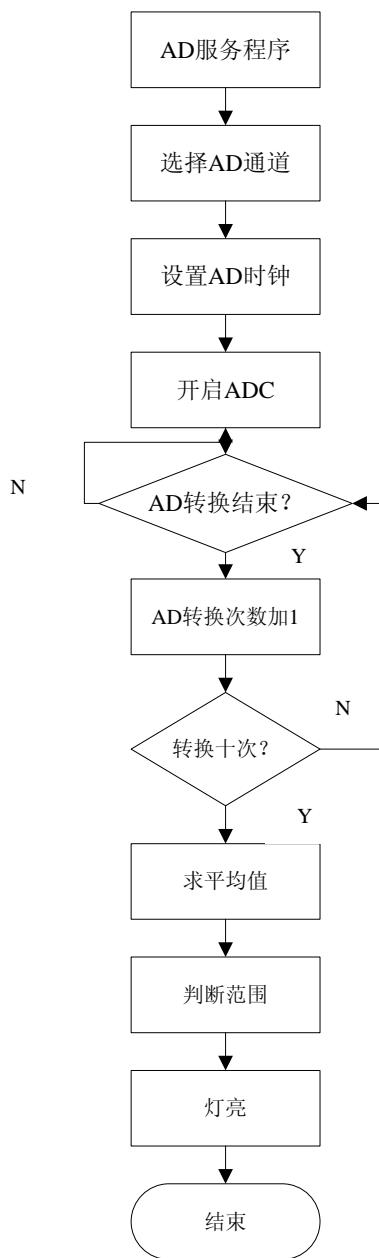 AD服务程序
选择AD通道
设置AD时钟
开启ADC
N
AD转换结束？
Y
AD转换次数加1
N
转换十次？
Y
求平均值
判断范围
灯亮
结束